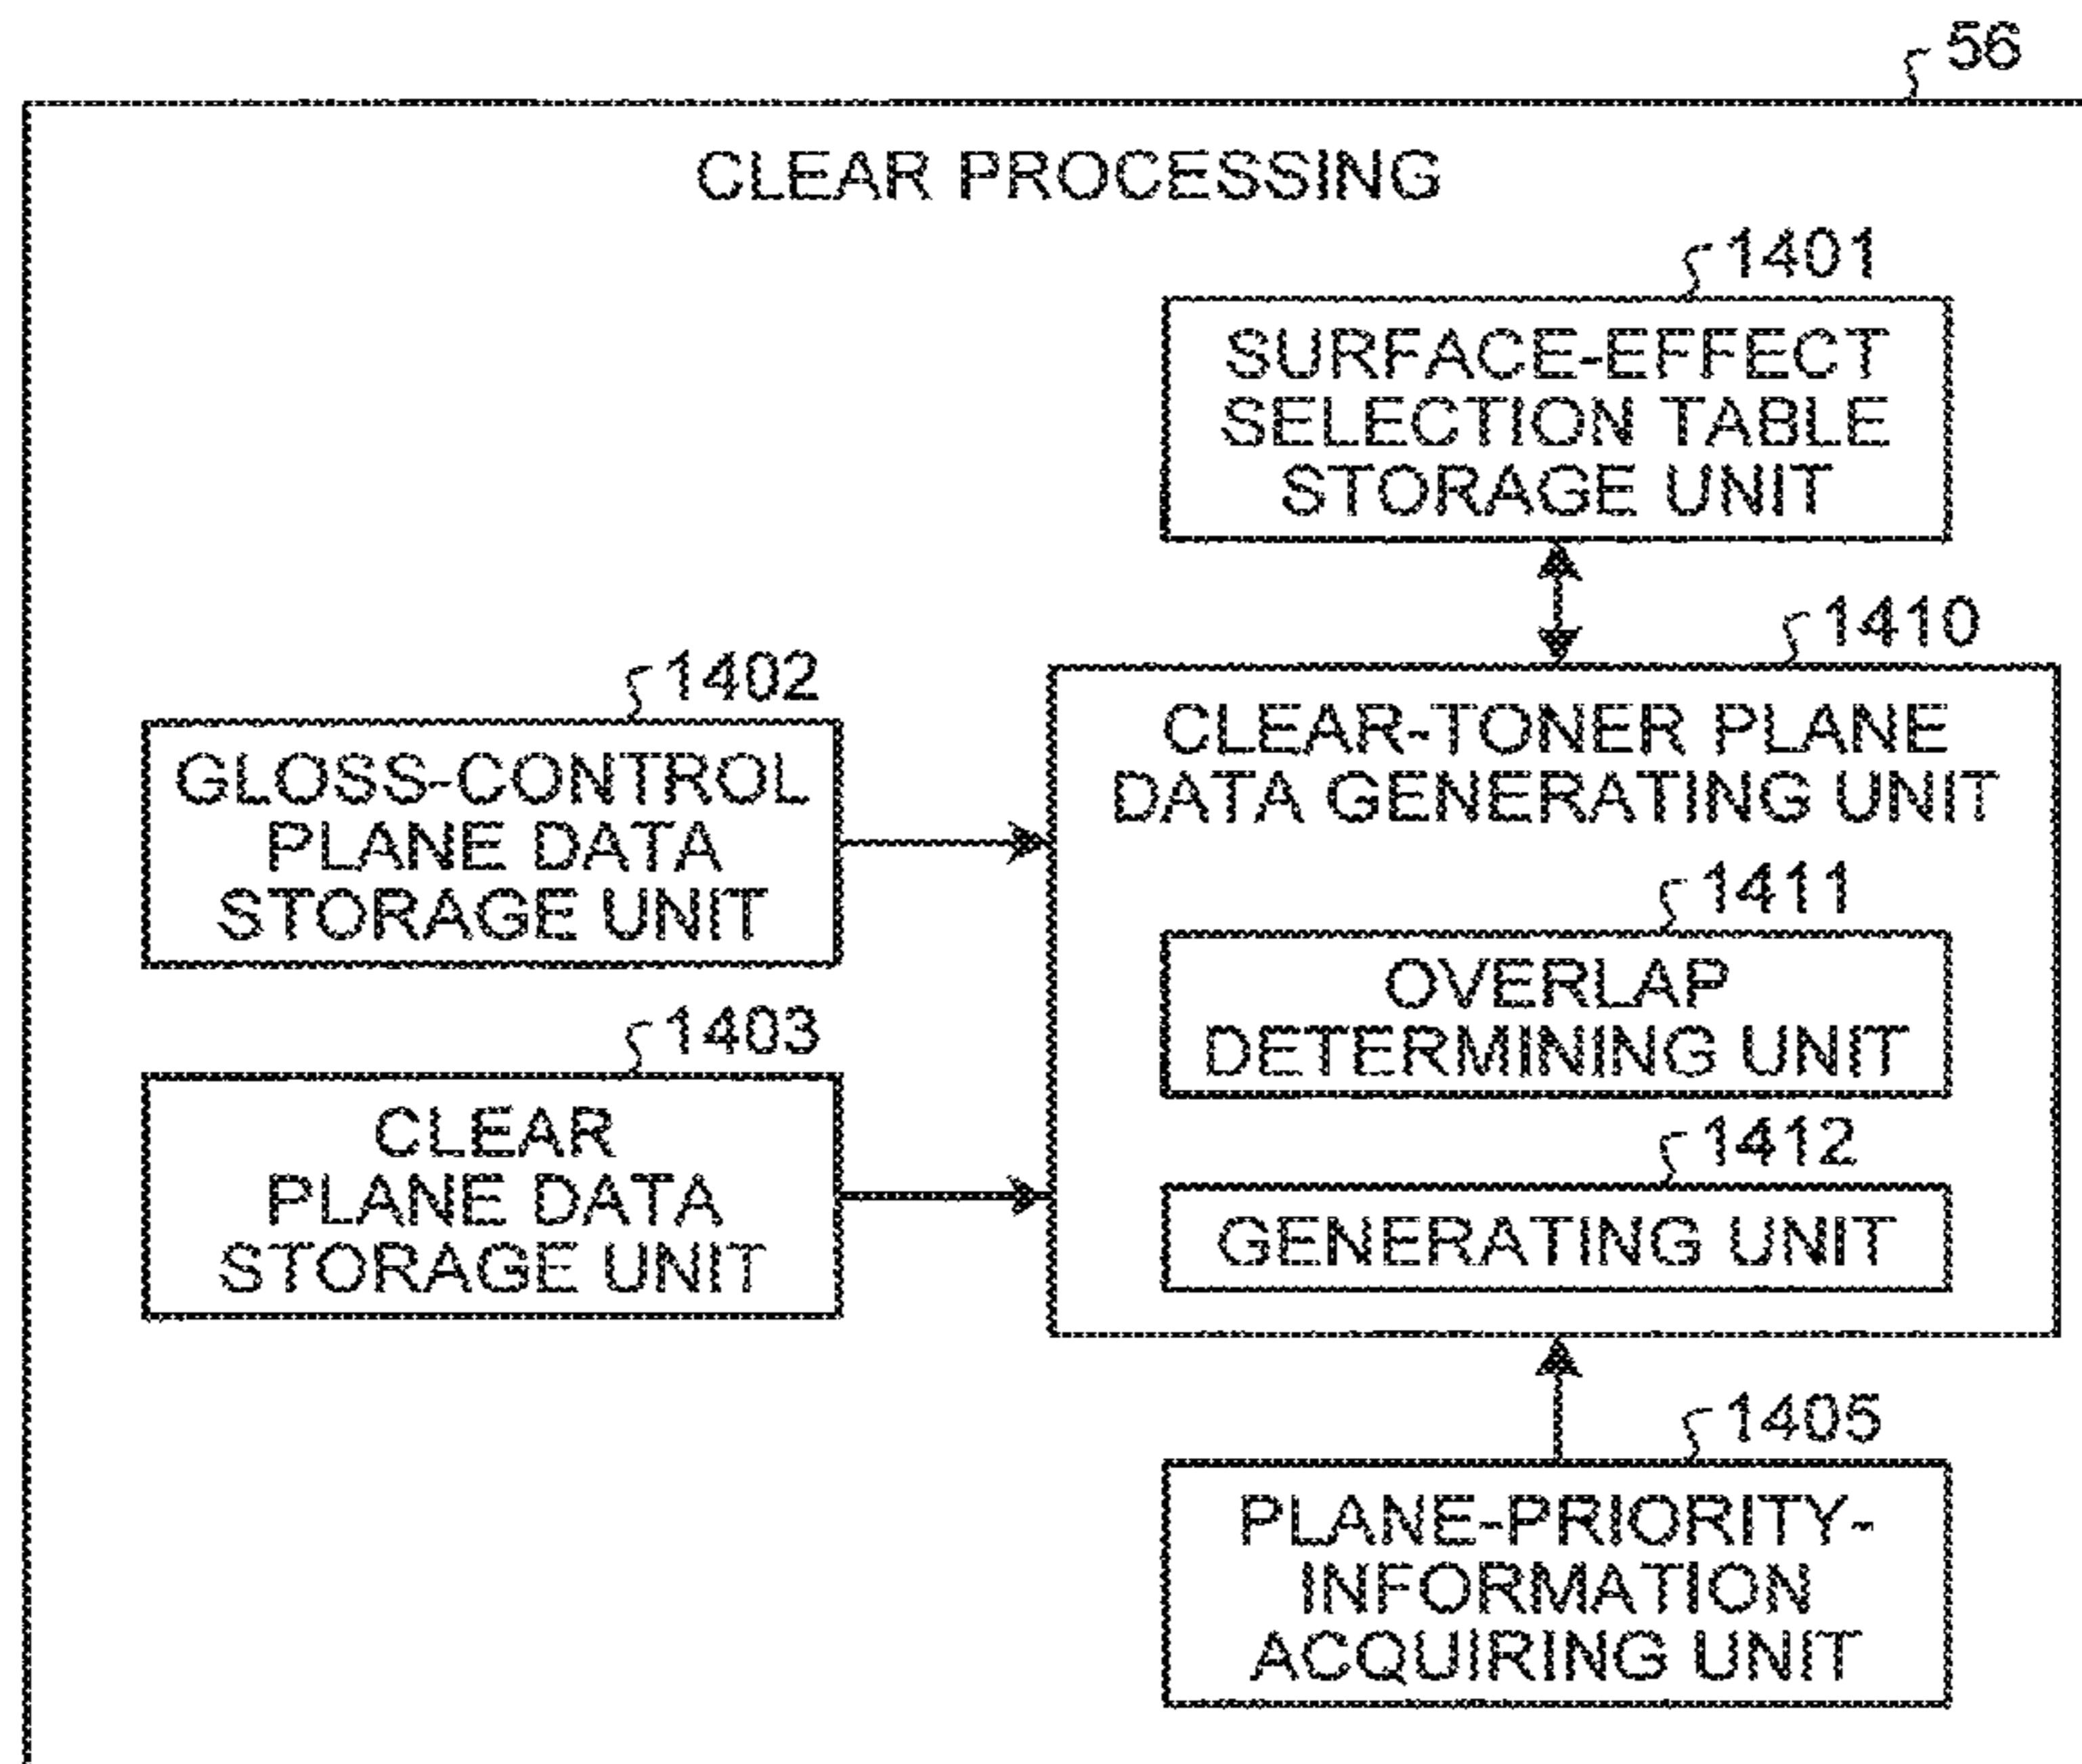 56
CLEAR PROCESSING
1401
SURFACE-EFFECT
SELECTION TABLE
STORAGE UNIT
1410
CLEAR-TONER PLANE
DATA GENERATING UNIT
1402
GLOSS-CONTROL
PLANE DATA
STORAGE UNIT
1411
OVERLAP
DETERMINING UNIT
1403
CLEAR
PLANE DATA
STORAGE UNIT
1412
GENERATING UNIT
1405
PLANE-PRIORITY-
INFORMATION
ACQUIRING UNIT